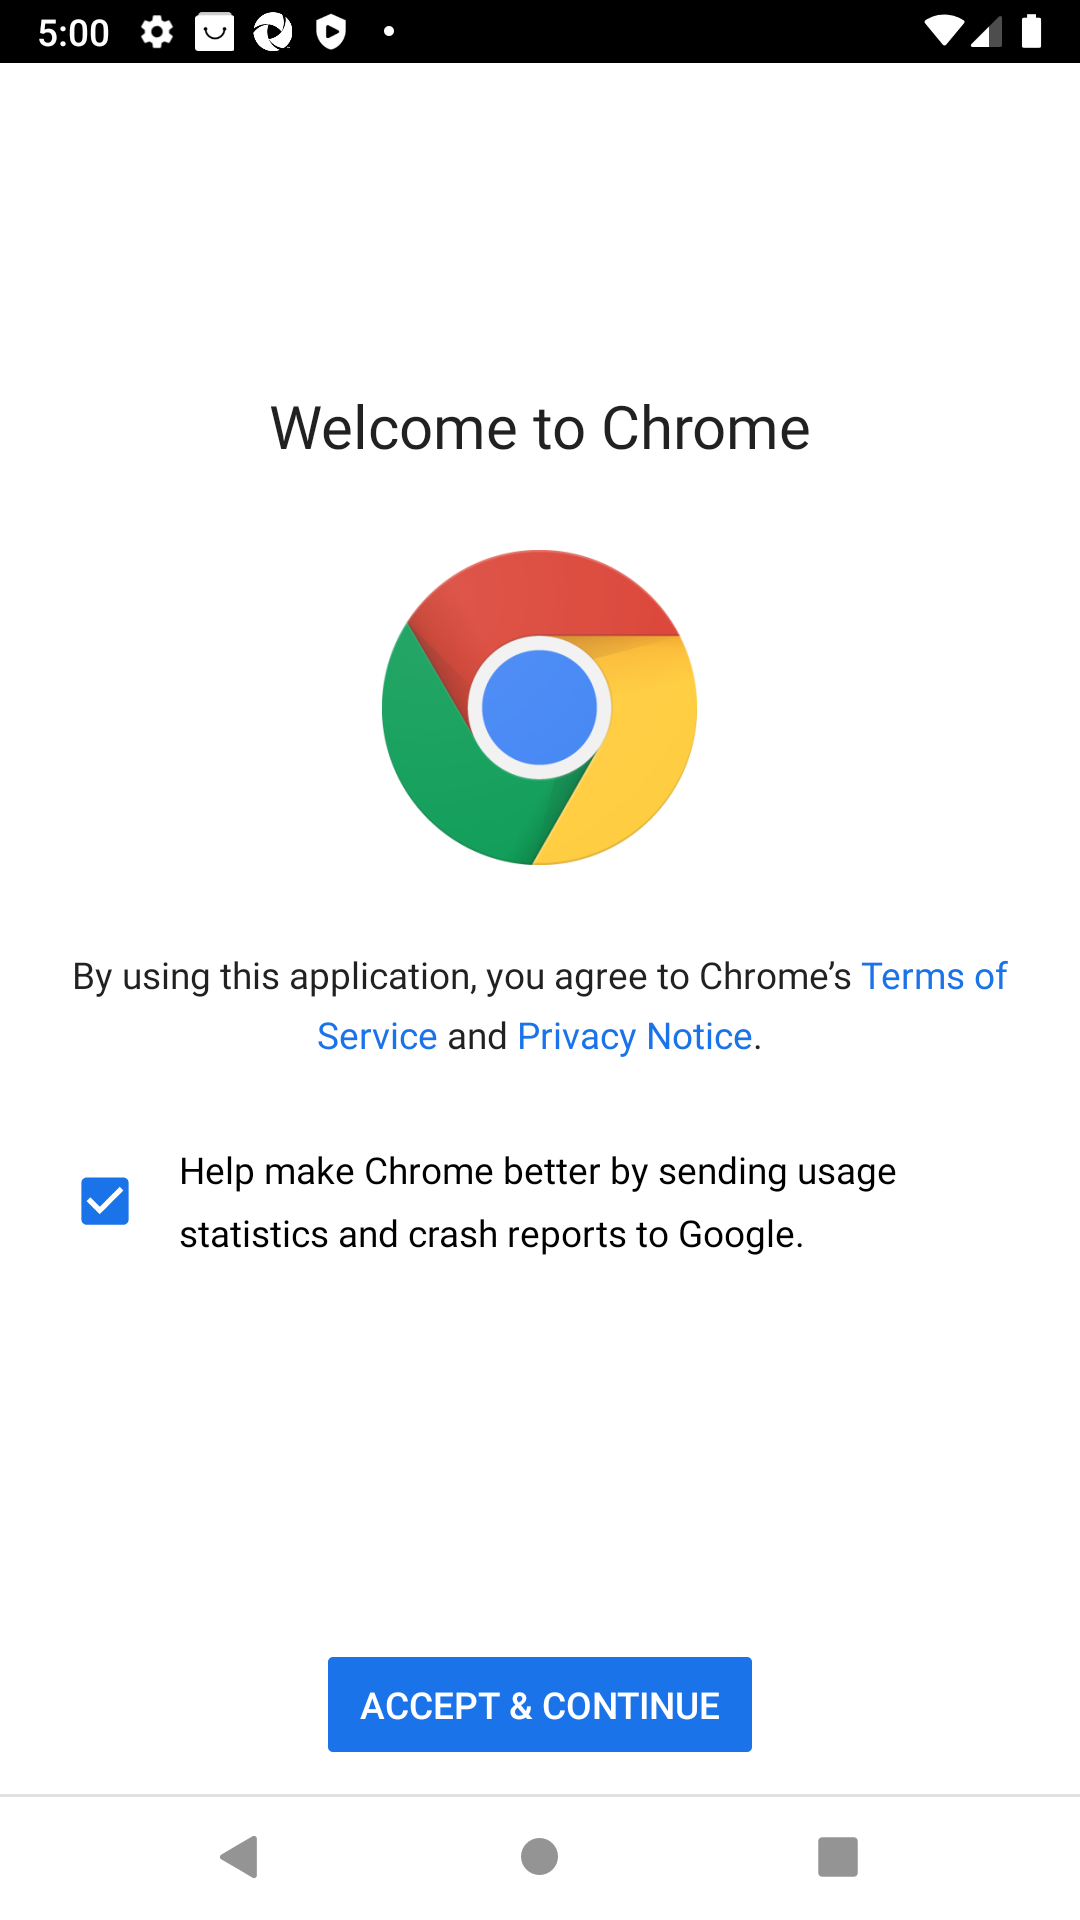 5:00
Welcome to Chrome
By using this application, you agree to Chrome’s Terms of
Service and Privacy Notice.
Help make Chrome better by sending usage
statistics and crash reports to Google.
ACCEPT & CONTINUE